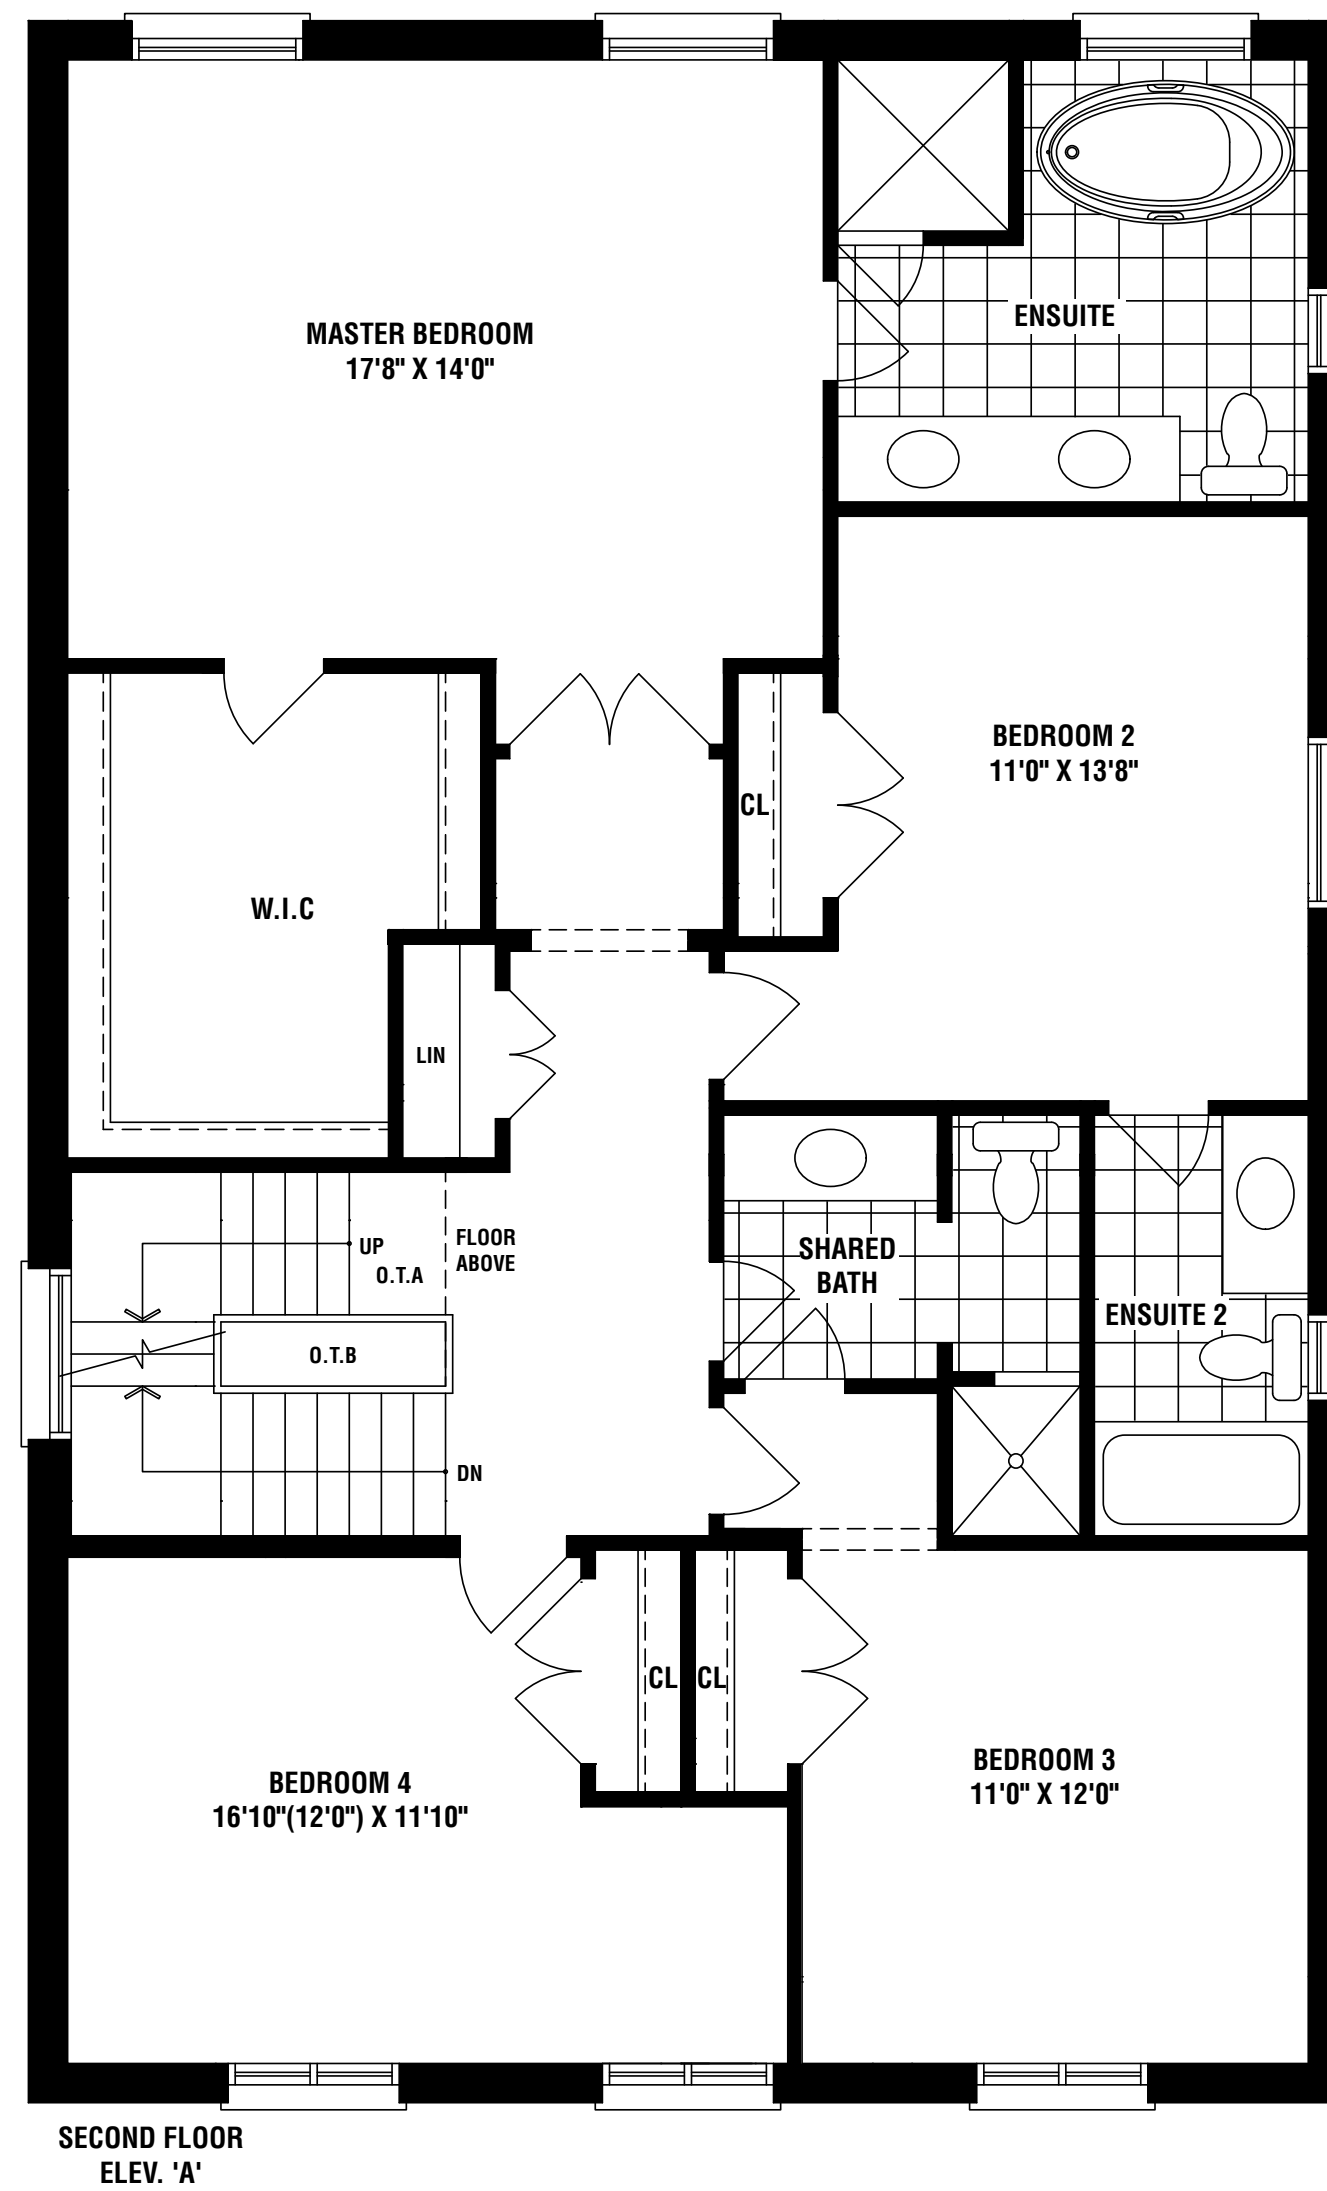 ENSUITE
MASTER BEDROOM
17'8" X 14'0"
BEDROOM 2
11'0" X 13'8"
CL
W.I.C
LIN
UP
O.T.A
FLOOR
ABOVE
SHARED
BATH
ENSUITE 2
O.T.B
DN
CL
CL
BEDROOM 3
11'0" X 12'0"
BEDROOM 4
16'10"(12'0") X 11'10"
SECOND FLOOR
ELEV. 'A'